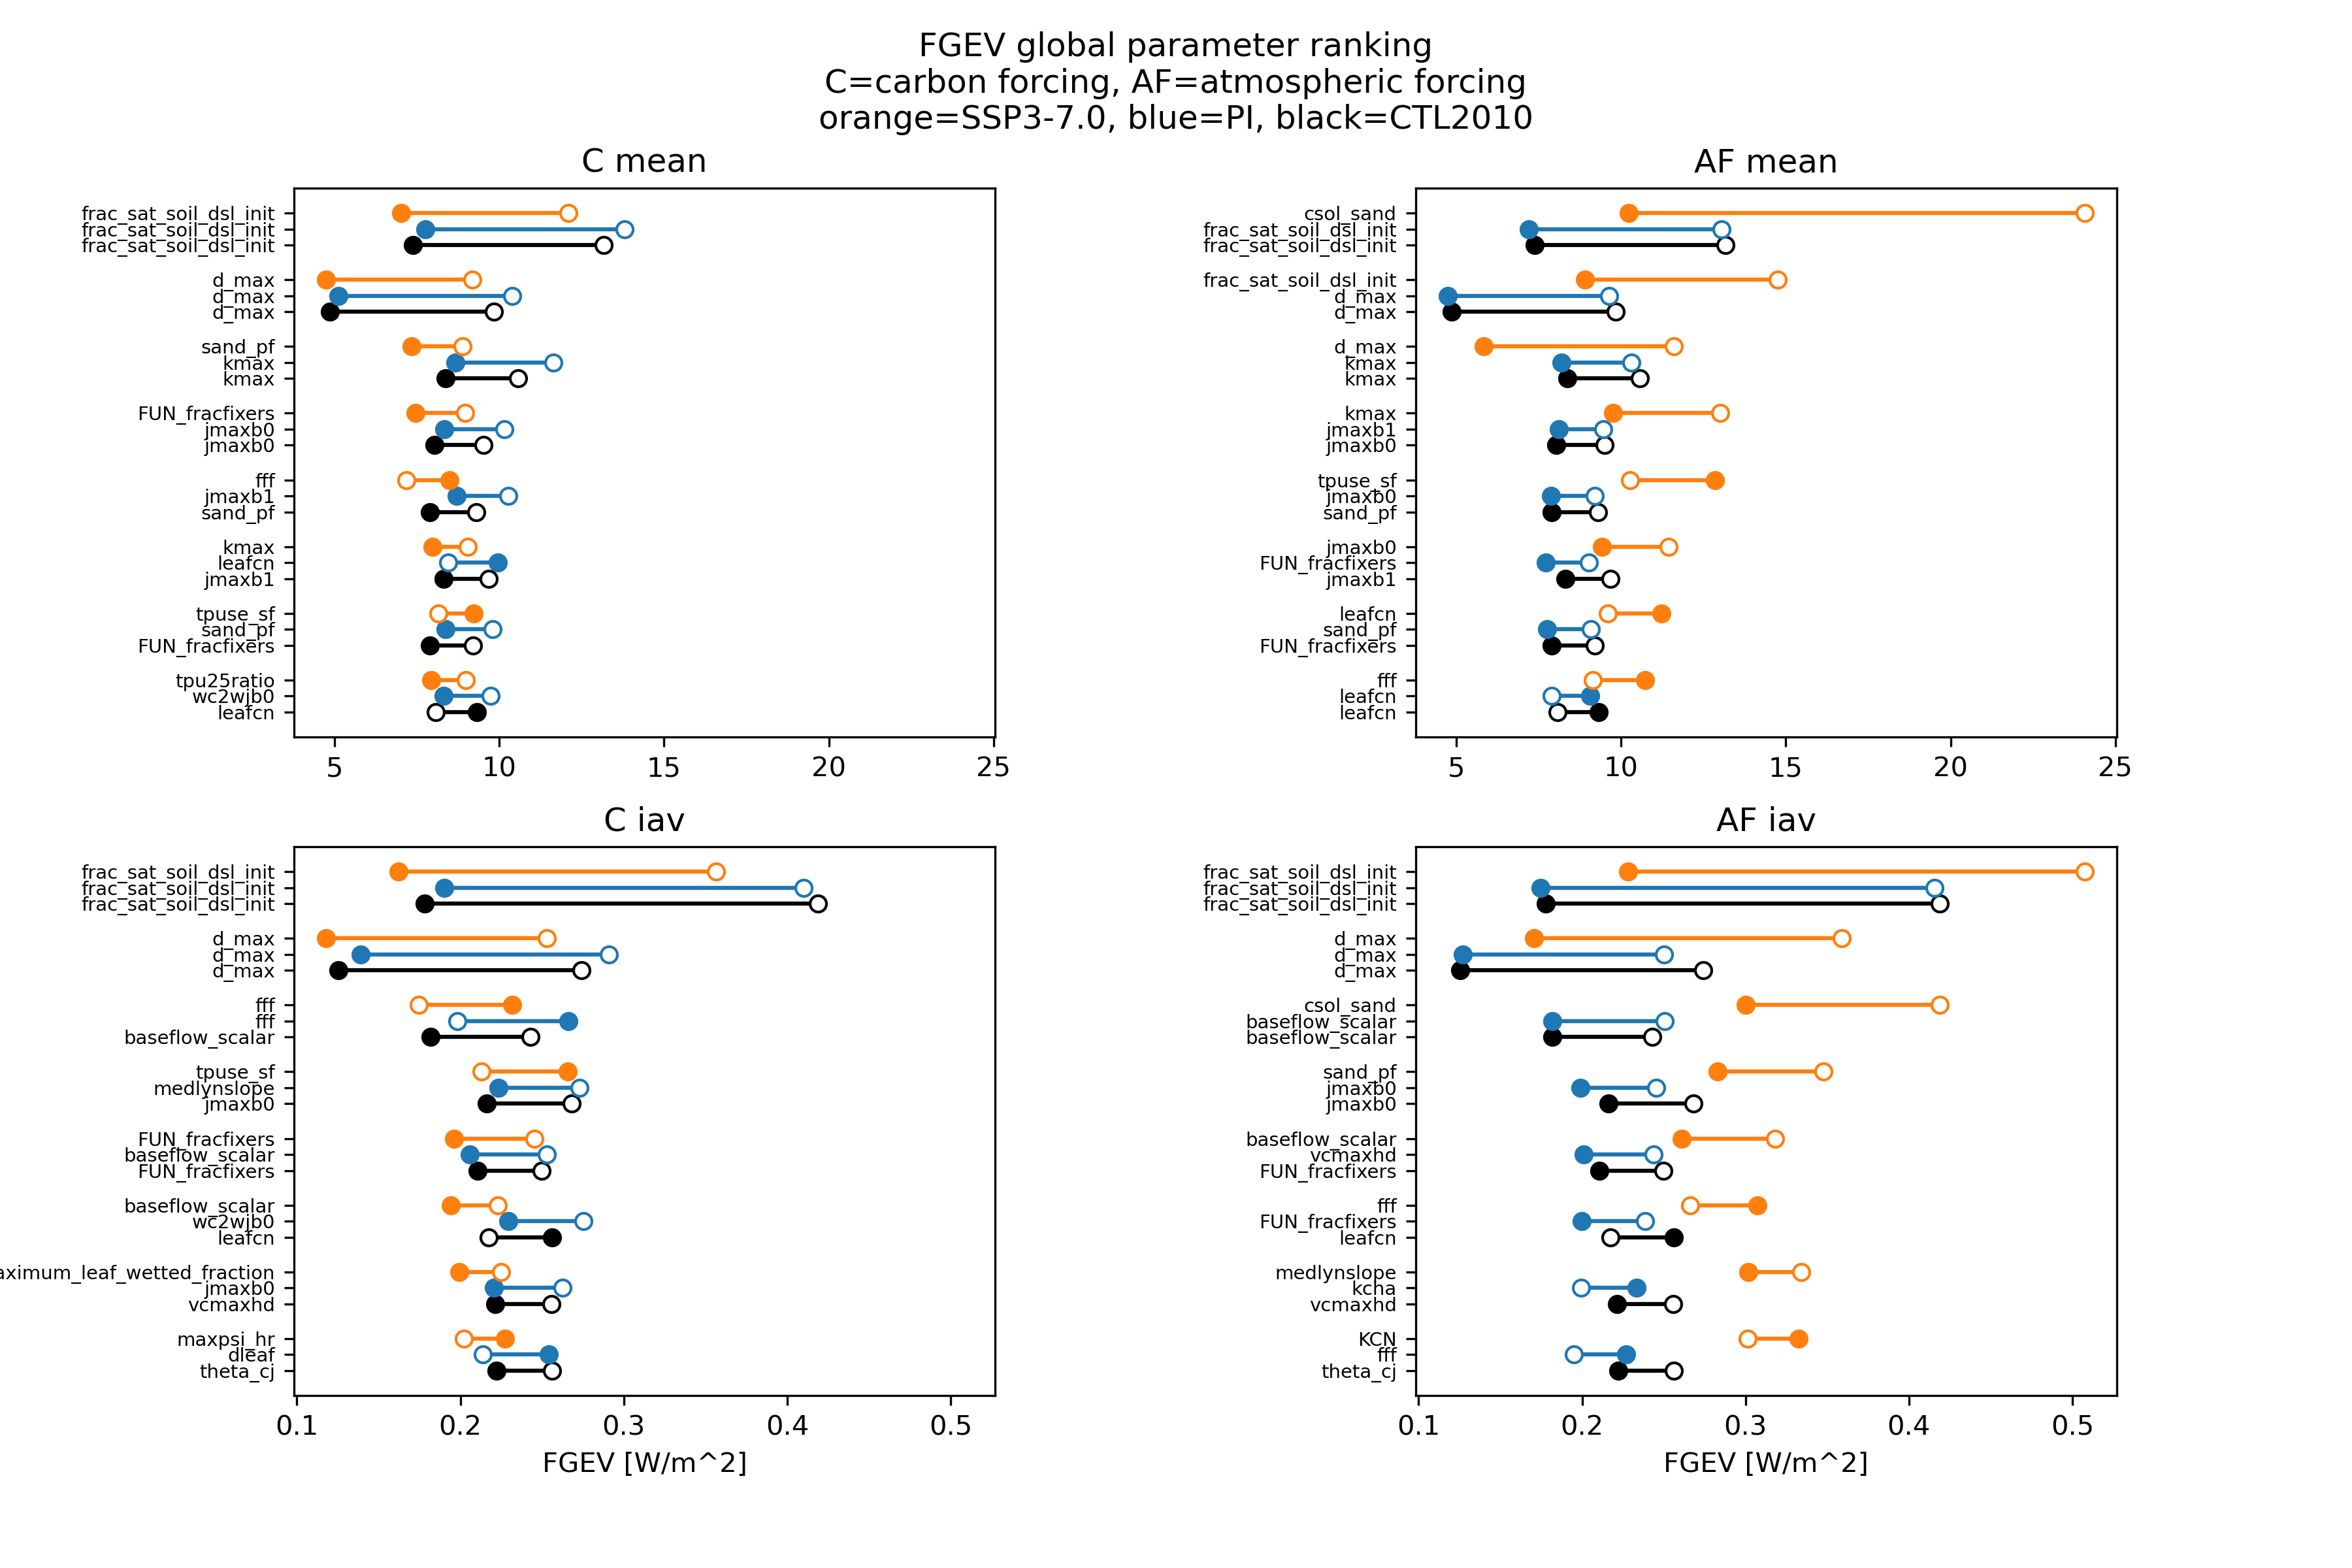 FGEV global parameter ranking
C=carbon forcing, AF=atmospheric forcing
orange=SSP3-7.0, blue=PI, black=CTL2010
C mean
frac_sat_soil_dsl_init
frac_sat_soil_dsl_init
frac_sat_soil_dsl_init
d_max
d_max
d_max
sand_pf
kmax
kmax
FUN_fracfixers
jmaxb0
jmaxb0
fff
jmaxb1
sand_pf
kmax
leafcn
jmaxb1
tpuse_sf
sand_pf
FUN_fracfixers
tpu25ratio
wc2wjb0
leafcn
5 10 15 20 25
AF mean
csol_sand
frac_sat_soil_dsl_init
frac_sat_soil_dsl_init
frac_sat_soil_dsl_init
d_max
d_max
d_max
kmax
kmax
kmax
jmaxb1
jmaxb0
tpuse_sf
jmaxb0
sand_pf
jmaxb0
FUN_fracfixers
jmaxb1
leafcn
sand_pf
FUN_fracfixers
fff
leafcn
leafcn
5 10 15 20 25
C iav
frac_sat_soil_dsl_init
frac_sat_soil_dsl_init
frac_sat_soil_dsl_init
d_max
d_max
d_max
fff
fff
baseflow_scalar
tpuse_sf
medlynslope
jmaxb0
FUN_fracfixers
baseflow_scalar
FUN_fracfixers
baseflow_scalar
wc2wjb0
leafcn
aximum_leaf_wetted_fraction
jmaxb0
vcmaxhd
maxpsi_hr
dleaf
theta_cj
0.1 0.2 0.3 0.4 0.5
FGEV [W/m^2]
AF iav
frac_sat_soil_dsl_init
frac_sat_soil_dsl_init
frac_sat_soil_dsl_init
d_max
d_max
d_max
csol_sand
baseflow_scalar
baseflow_scalar
sand_pf
jmaxb0
jmaxb0
baseflow_scalar
vcmaxhd
FUN_fracfixers
fff
FUN_fracfixers
leafcn
medlynslope
kcha
vcmaxhd
KCN
fff
theta_cj
0.1 0.2 0.3 0.4 0.5
FGEV [W/m^2]